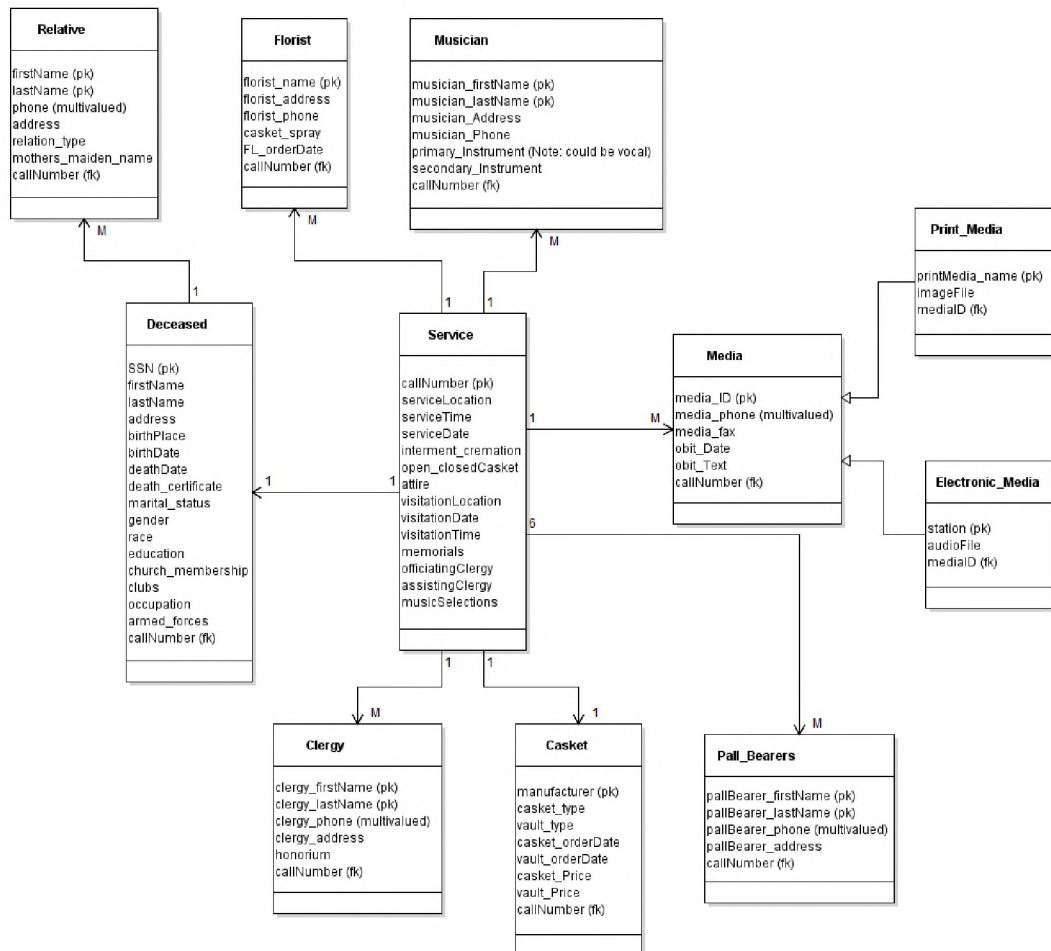 Relative
firstName (pk)
lastName (pk)
phone (multivalued)
address
relation_type
mothers_maiden_name
callNumber (fk)
M
1
Florist
florist_name (pk)
florist_address
florist_phone
casket_spray
FL_orderDate
callNumber (fk)
M
1
Musician
musician_firstName (pk)
musician_lastName (pk)
musician_Address
musician_Phone
primary_Instrument (Note: could be vocal)
secondary_Instrument
callNumber (fk)
M
1
Deceased
SSN (pk)
firstName
lastName
address
birthPlace
birthDate
deathDate
death_certificate
marital_status
gender
race
education
church_membership
clubs
occupation
armed_forces
callNumber (fk)
1
1
Service
callNumber (pk)
serviceLocation
serviceTime
serviceDate
interment_cremation
open_closedCasket
attire
visitationLocation
visitationDate
visitationTime
memorials
officiatingClergy
assistingClergy
musicSelections
1
M
6
Media
media_ID (pk)
media_phone (multivalued)
media_fax
obit_Date
obit_Text
callNumber (fk)
Print_Media
printMedia_name (pk)
imageFile
mediaID (fk)
Electronic_Media
station (pk)
audioFile
mediaID (fk)
1
M
Clergy
clergy_firstName (pk)
clergy_lastName (pk)
clergy_phone (multivalued)
clergy_address
honorium
callNumber (fk)
1
1
Casket
manufacturer (pk)
casket_type
vault_type
casket_orderDate
vault_orderDate
casket_Price
vault_Price
callNumber (fk)
M
Pall_Bearers
pallBearer_firstName (pk)
pallBearer_lastName (pk)
pallBearer_phone (multivalued)
pallBearer_address
callNumber (fk)